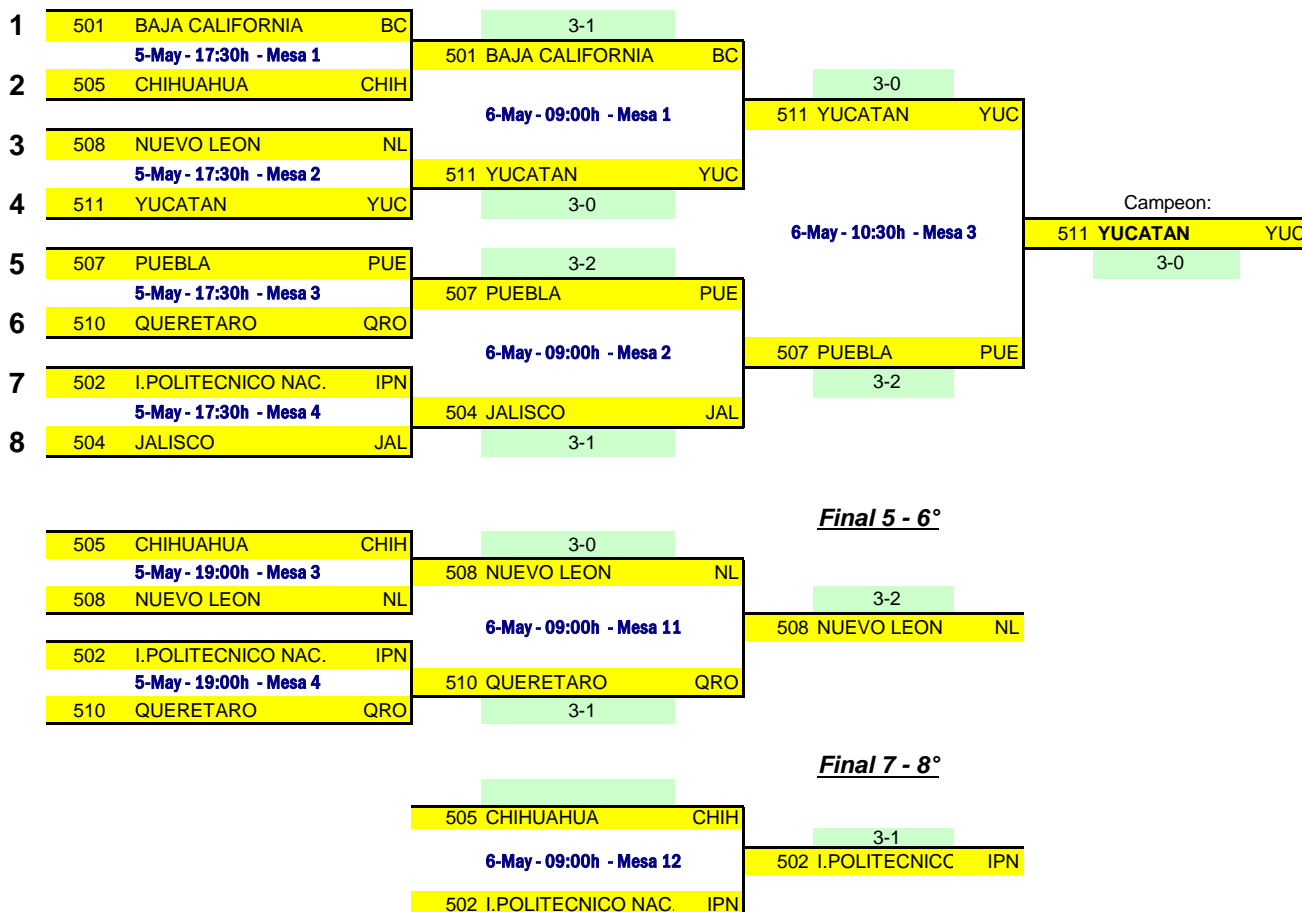 1 501 BAJA CALIFORNIA BC 3-1
5-May - 17:30h - Mesa 1 501 BAJA CALIFORNIA BC
2 505 CHIHUAHUA CHIH 3-0
6-May - 09:00h - Mesa 1 511 YUCATAN YUC
3 508 NUEVO LEON NL
5-May - 17:30h - Mesa 2 511 YUCATAN YUC
4 511 YUCATAN YUC 3-0 Campeon:
6-May - 10:30h - Mesa 3 511 YUCATAN YUC
5 507 PUEBLA PUE 3-2 3-0
5-May - 17:30h - Mesa 3 507 PUEBLA PUE
6 510 QUERETARO QRO
6-May - 09:00h - Mesa 2 507 PUEBLA PUE
7 502 I.POLITECNICO NAC. IPN 3-2
5-May - 17:30h - Mesa 4 504 JALISCO JAL
8 504 JALISCO JAL 3-1
Final 5 - 6°
505 CHIHUAHUA CHIH 3-0
5-May - 19:00h - Mesa 3 508 NUEVO LEON NL
508 NUEVO LEON NL 3-2
6-May - 09:00h - Mesa 11 508 NUEVO LEON NL
502 I.POLITECNICO NAC. IPN
5-May - 19:00h - Mesa 4 510 QUERETARO QRO
510 QUERETARO QRO 3-1
Final 7 - 8°
505 CHIHUAHUA CHIH
3-1
6-May - 09:00h - Mesa 12 502 I.POLITECNICC IPN
502 I.POLITECNICO NAC. IPN